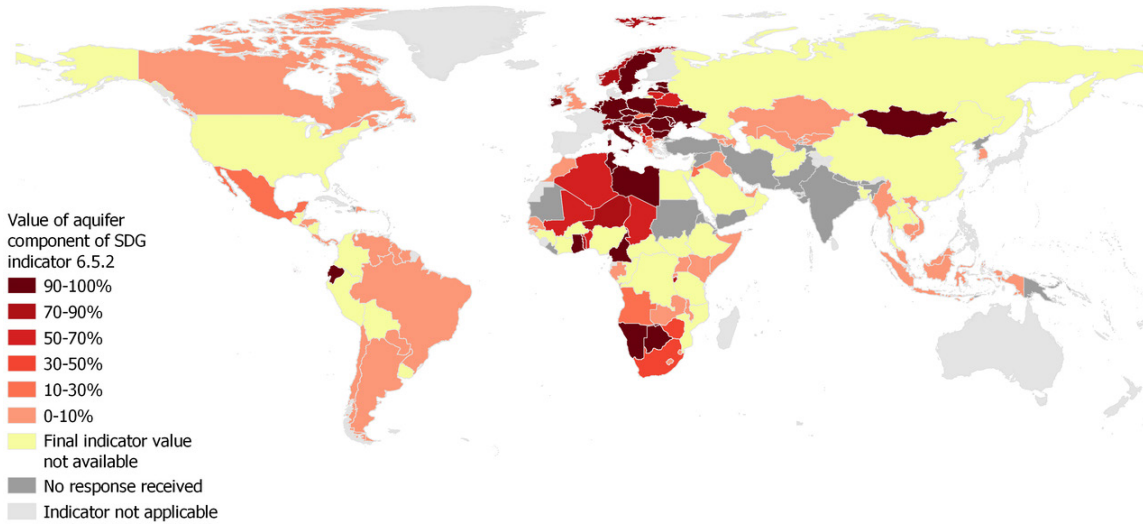 Value of aquifer
component of SDG
indicator 6.5.2
90-100%
70-90%
50-70%
30-50%
10-30%
0-10%
Final indicator value
not available
No response received
Indicator not applicable